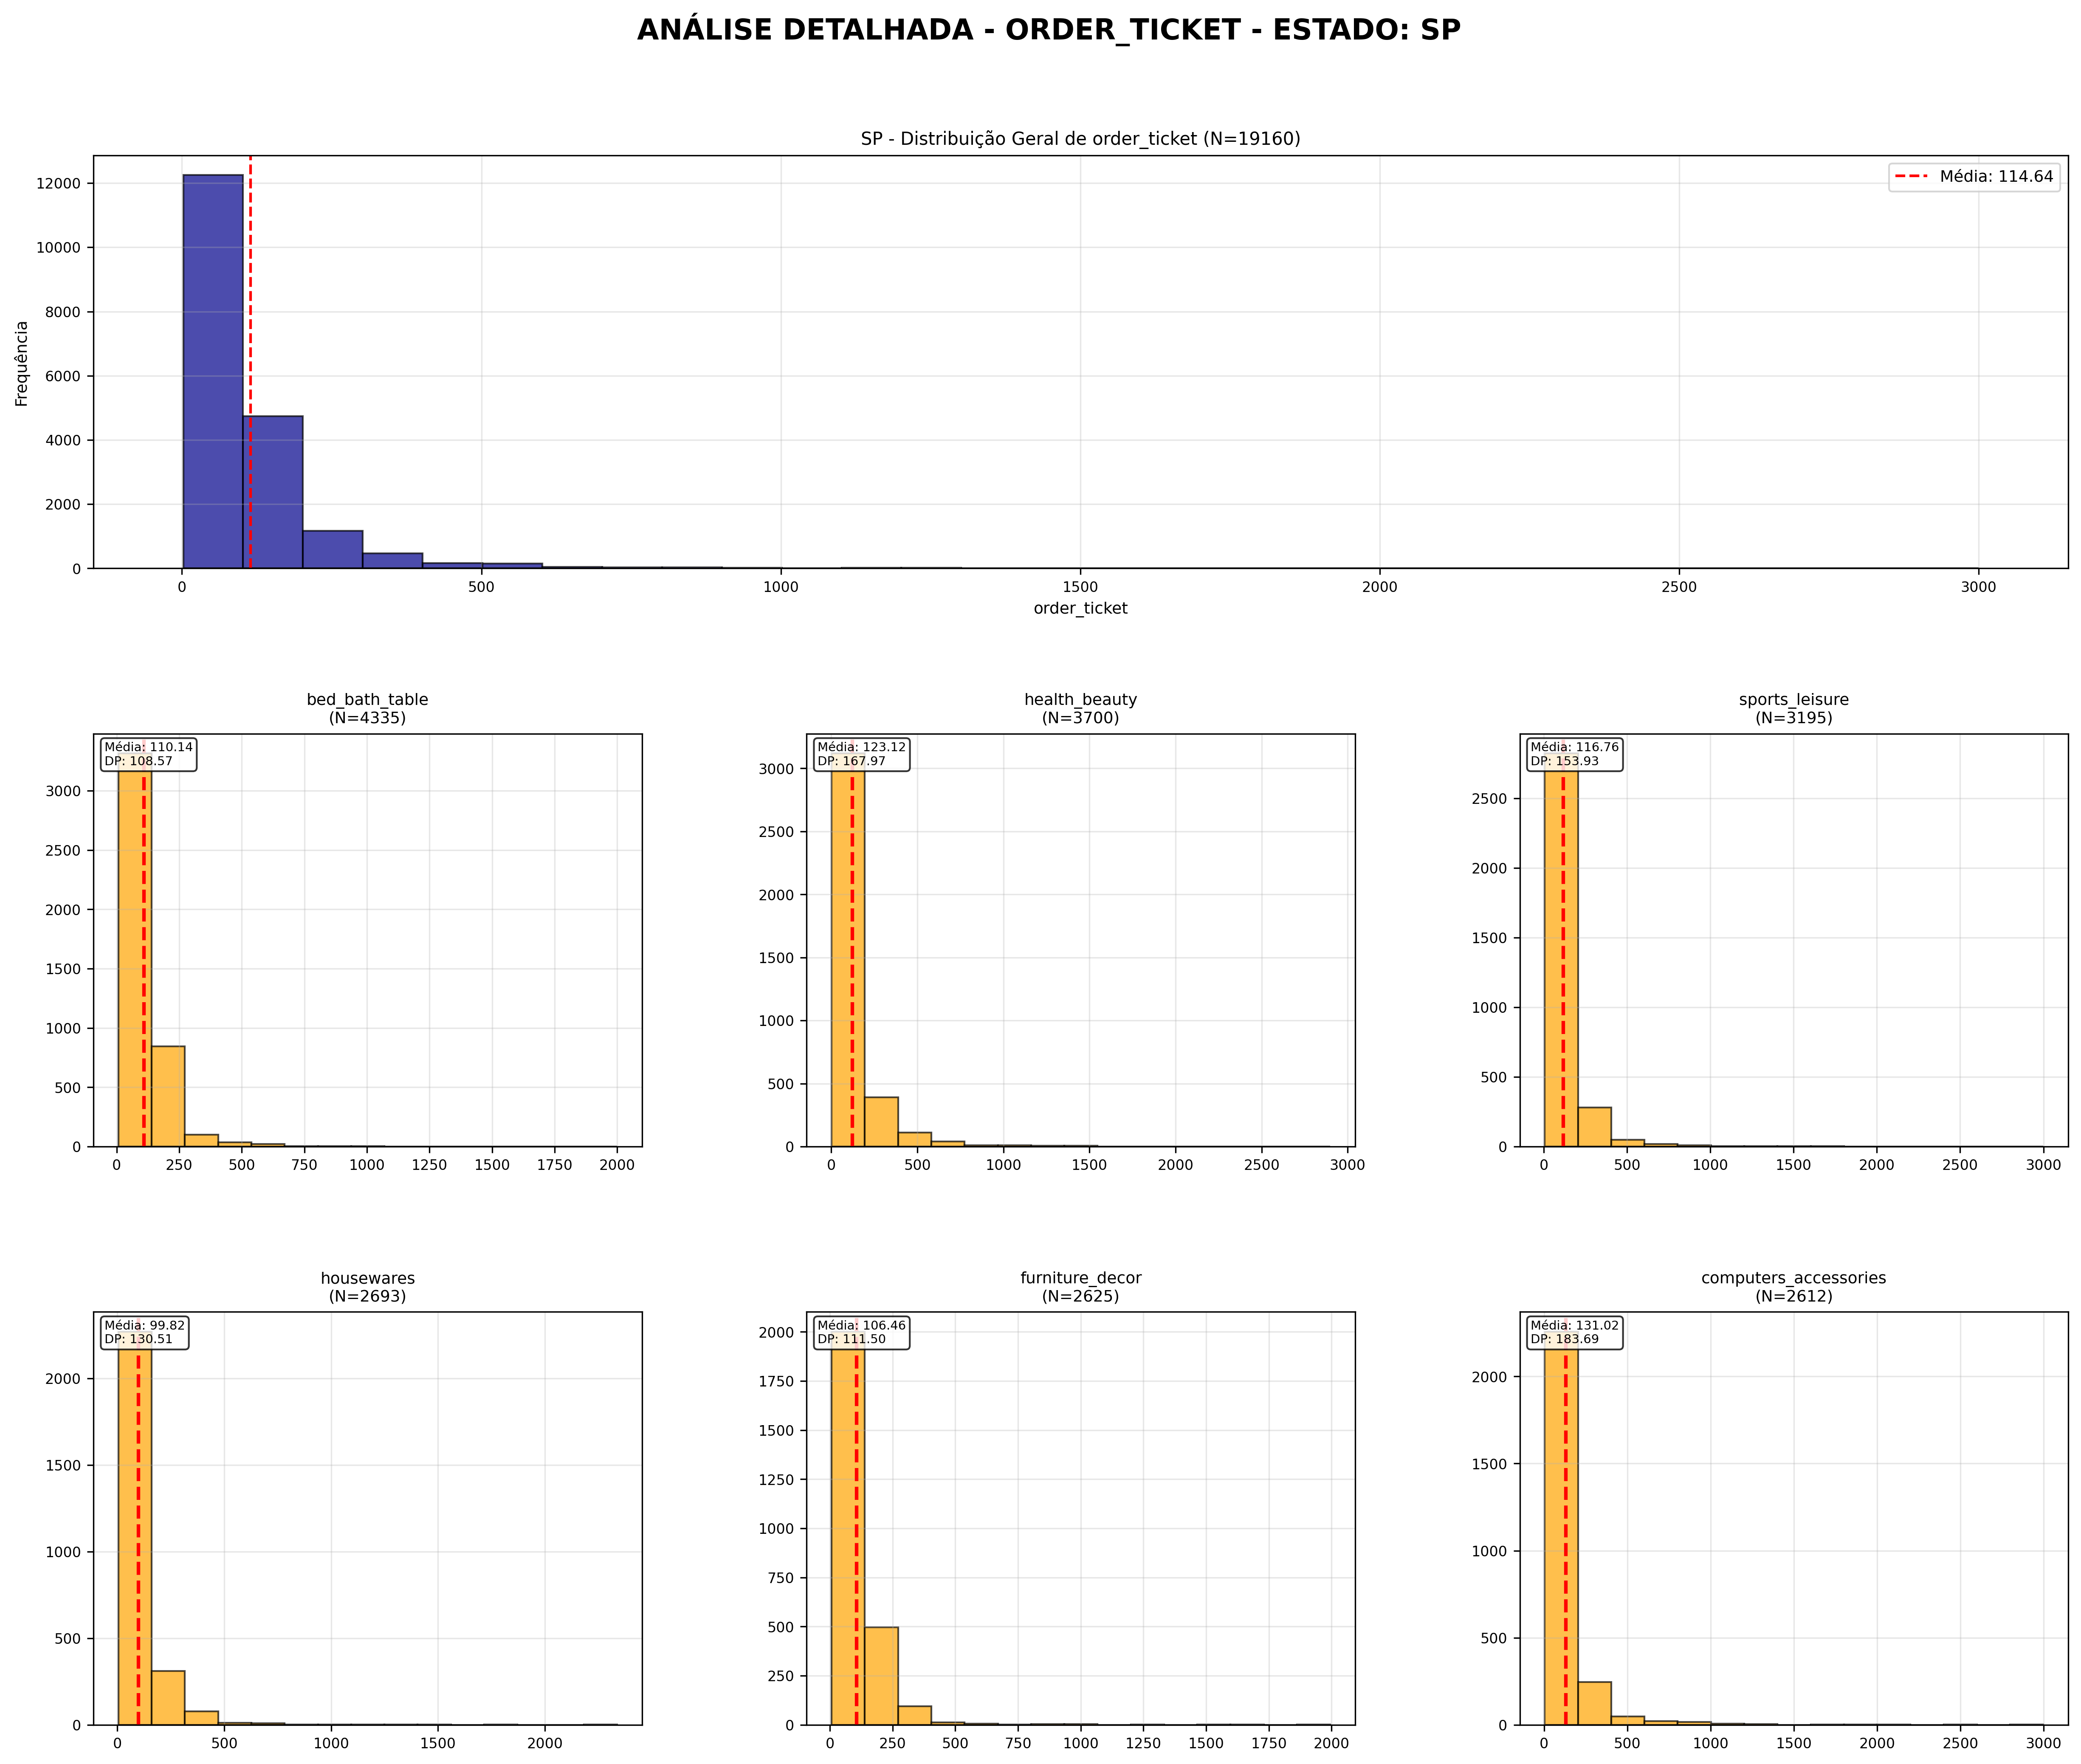 ANÁLISE DETALHADA - ORDER_TICKET - ESTADO: SP
SP - Distribuição Geral de order_ticket (N=19160)
Média: 114.64
Frequência
12000
10000
8000
6000
4000
2000
0
0 500 1000 1500 2000 2500 3000
order_ticket
bed_bath_table
(N=4335)
Média: 110.14
DP: 108.57
3000
2500
2000
1500
1000
500
0
0 250 500 750 1000 1250 1500 1750 2000
health_beauty
(N=3700)
Média: 123.12
DP: 167.97
3000
2500
2000
1500
1000
500
0
0 500 1000 1500 2000 2500 3000
sports_leisure
(N=3195)
Média: 116.76
DP: 153.93
2500
2000
1500
1000
500
0
0 500 1000 1500 2000 2500 3000
housewares
(N=2693)
Média: 99.82
DP: 130.51
2000
1500
1000
500
0
0 500 1000 1500 2000
furniture_decor
(N=2625)
Média: 106.46
DP: 111.50
2000
1750
1500
1250
1000
750
500
250
0
0 250 500 750 1000 1250 1500 1750 2000
computers_accessories
(N=2612)
Média: 131.02
DP: 183.69
2000
1500
1000
500
0
0 500 1000 1500 2000 2500 3000